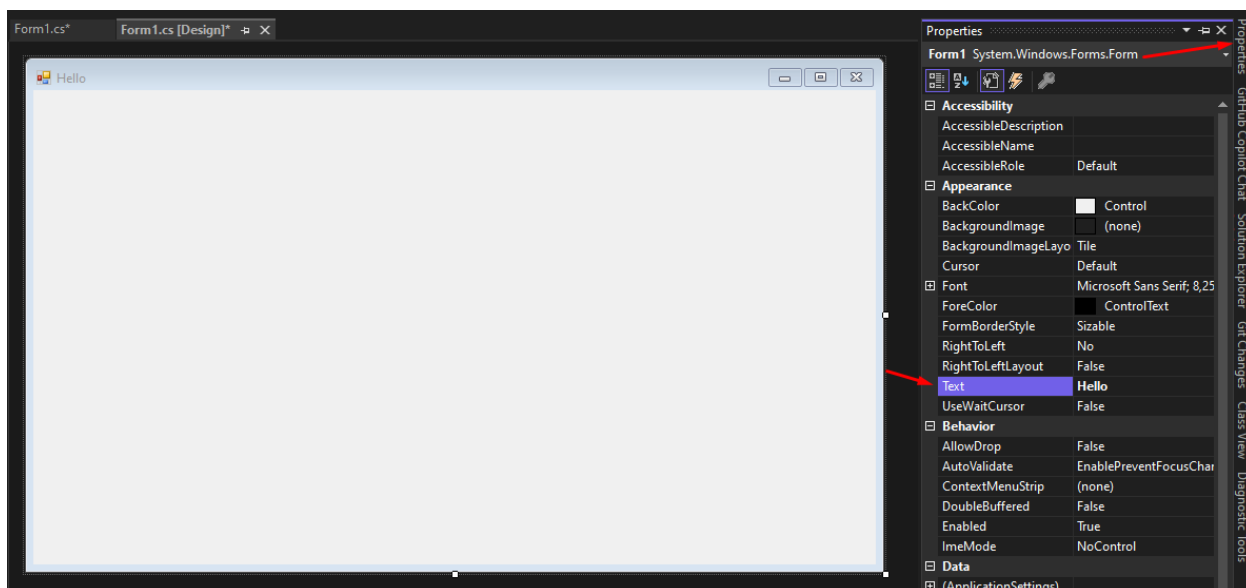 Form1.cs*
Form1.cs [Design]*
Hello
Properties
Form1 System.Windows.Forms.Form
Accessibility
AccessibleDescription
AccessibleName
AccessibleRole Default
Appearance
BackColor Control
BackgroundImage (none)
BackgroundImageLayo Tile
Cursor Default
Font Microsoft Sans Serif; 8,25
ForeColor ControlText
FormBorderStyle Sizable
RightToLeft No
RightToLeftLayout False
Text Hello
UseWaitCursor False
Behavior
AllowDrop False
AutoValidate EnablePreventFocusChar
ContextMenuStrip (none)
DoubleBuffered False
Enabled True
ImeMode NoControl
Data
(ApplicationSettings)
Properties
GitHub Copilot Chat
Solution Explorer
Git Changes
Class View
Diagnostic Tools